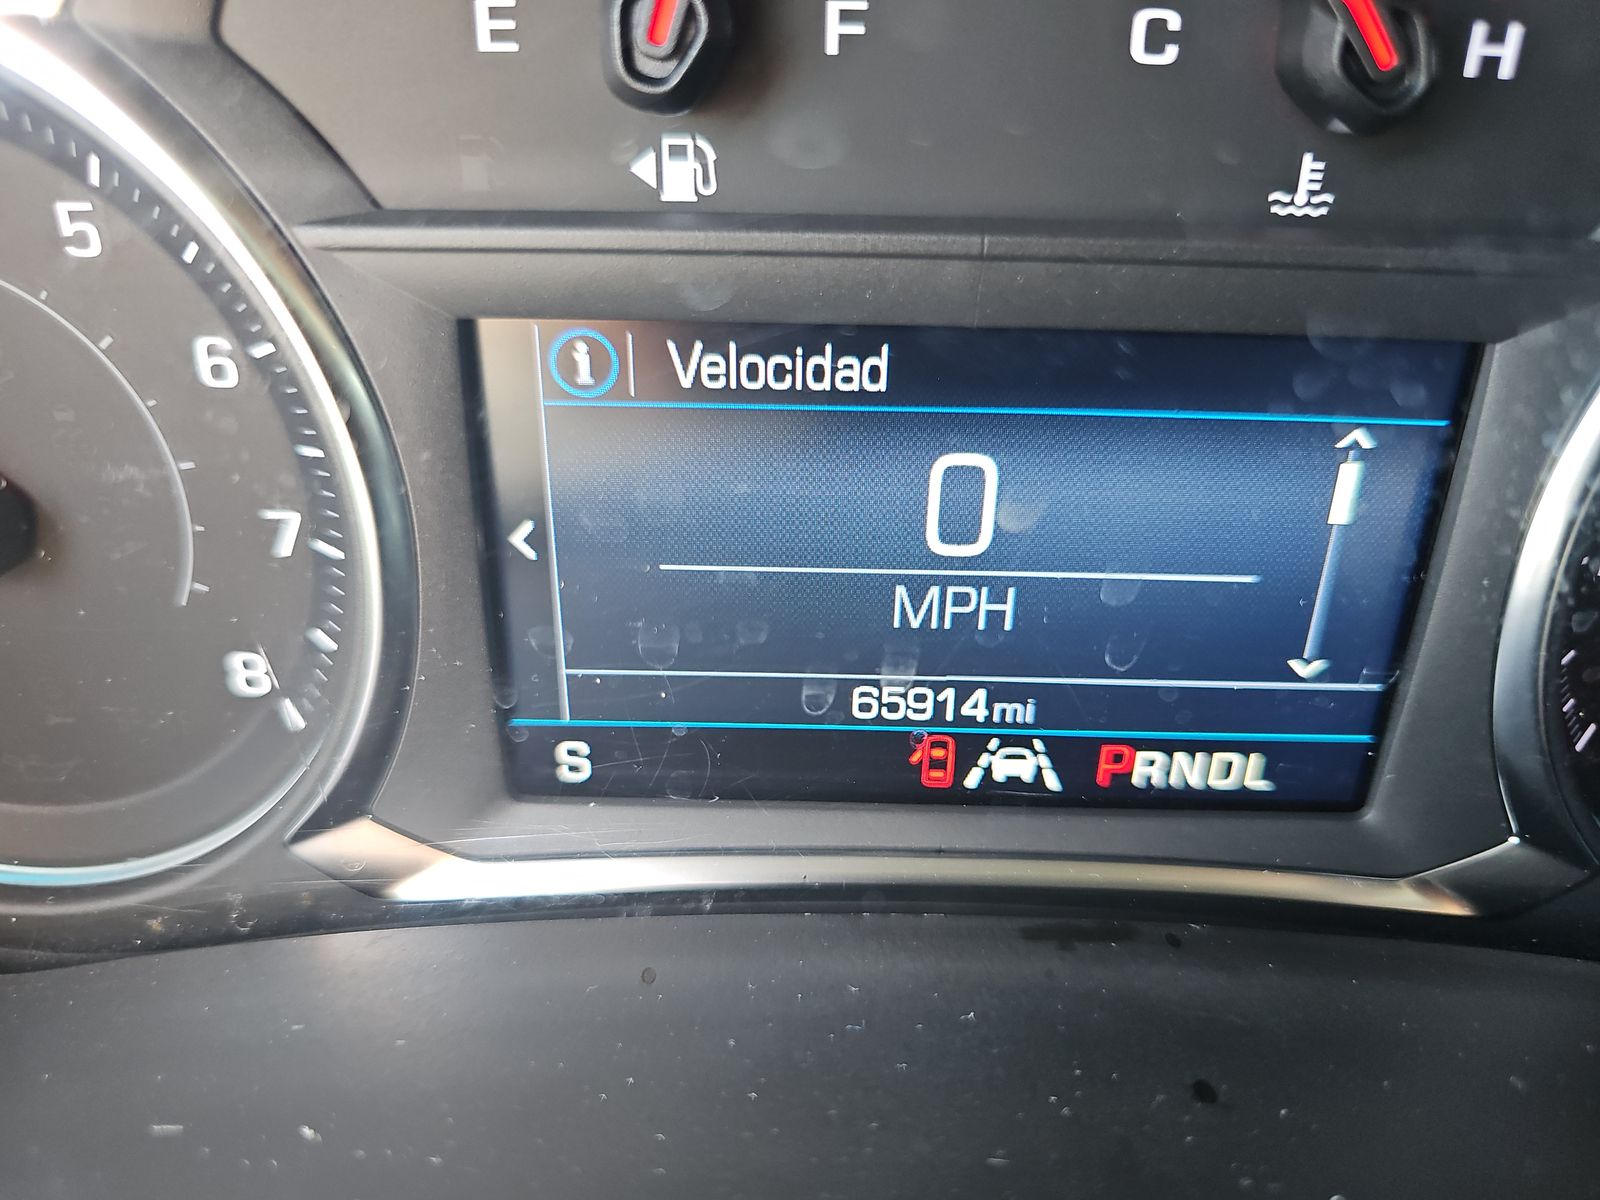 E F C H
5
6
7
8
i Velocidad
0
MPH
65914mi
S PRNDL